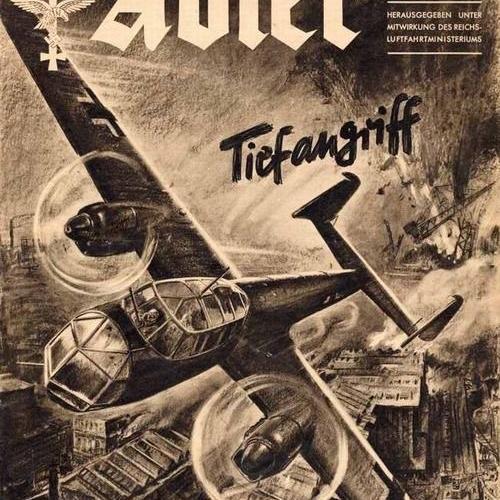 Adler
HERAUSGEGEBEN UNTER
MITWIRKUNG DES REICHS-
LUFTFAHRTMINISTERIUMS
Tiefangriff